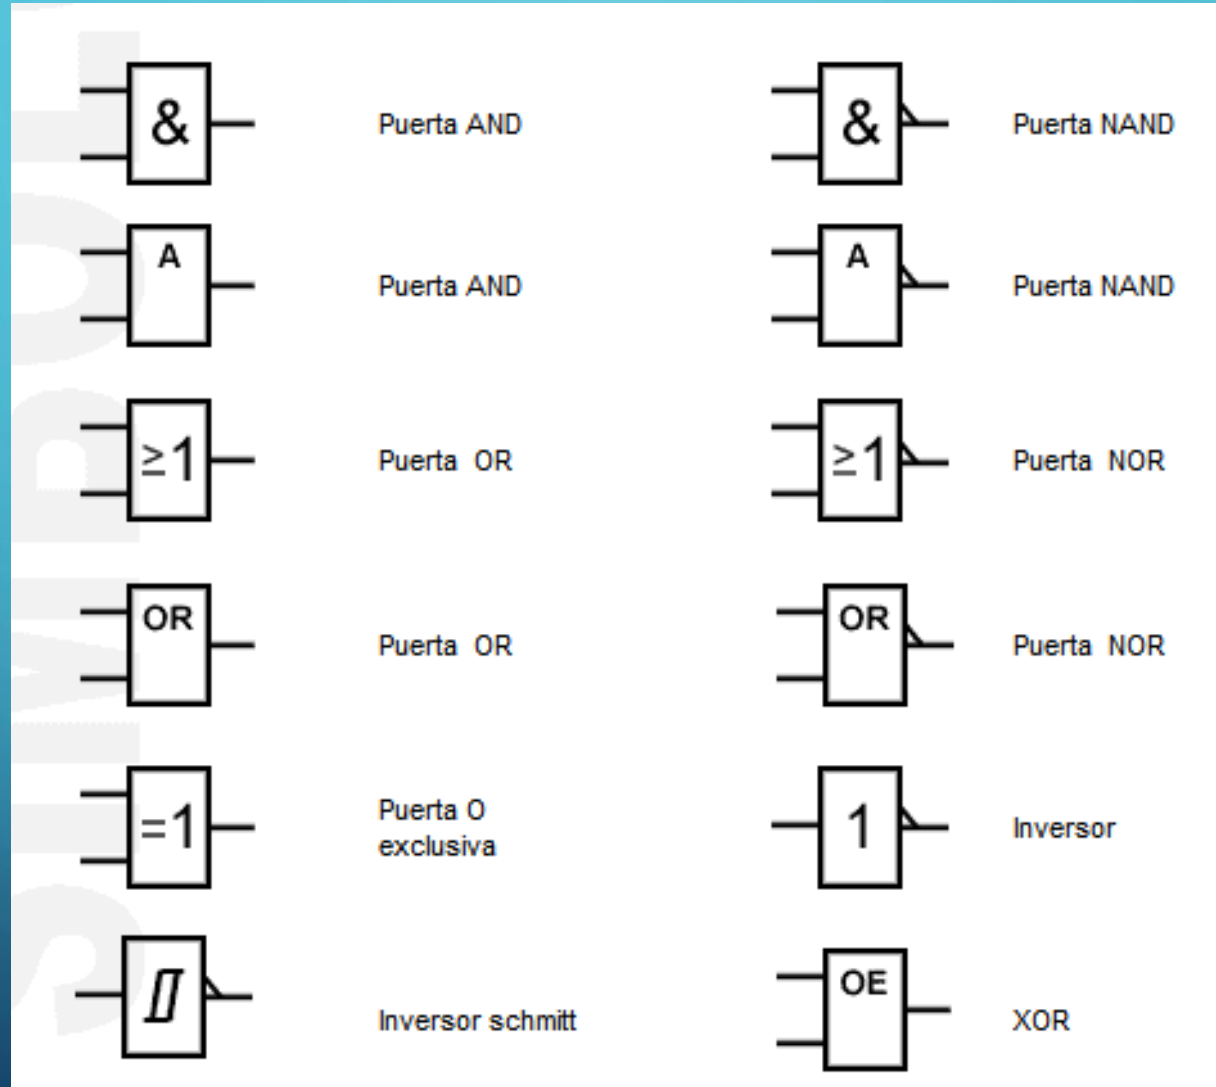 & Puerta AND & Puerta NAND
A Puerta AND A Puerta NAND
≥1 Puerta OR ≥1 Puerta NOR
OR Puerta OR OR Puerta NOR
=1 Puerta O
exclusiva
1 Inversor
Inversor schmitt
OE XOR